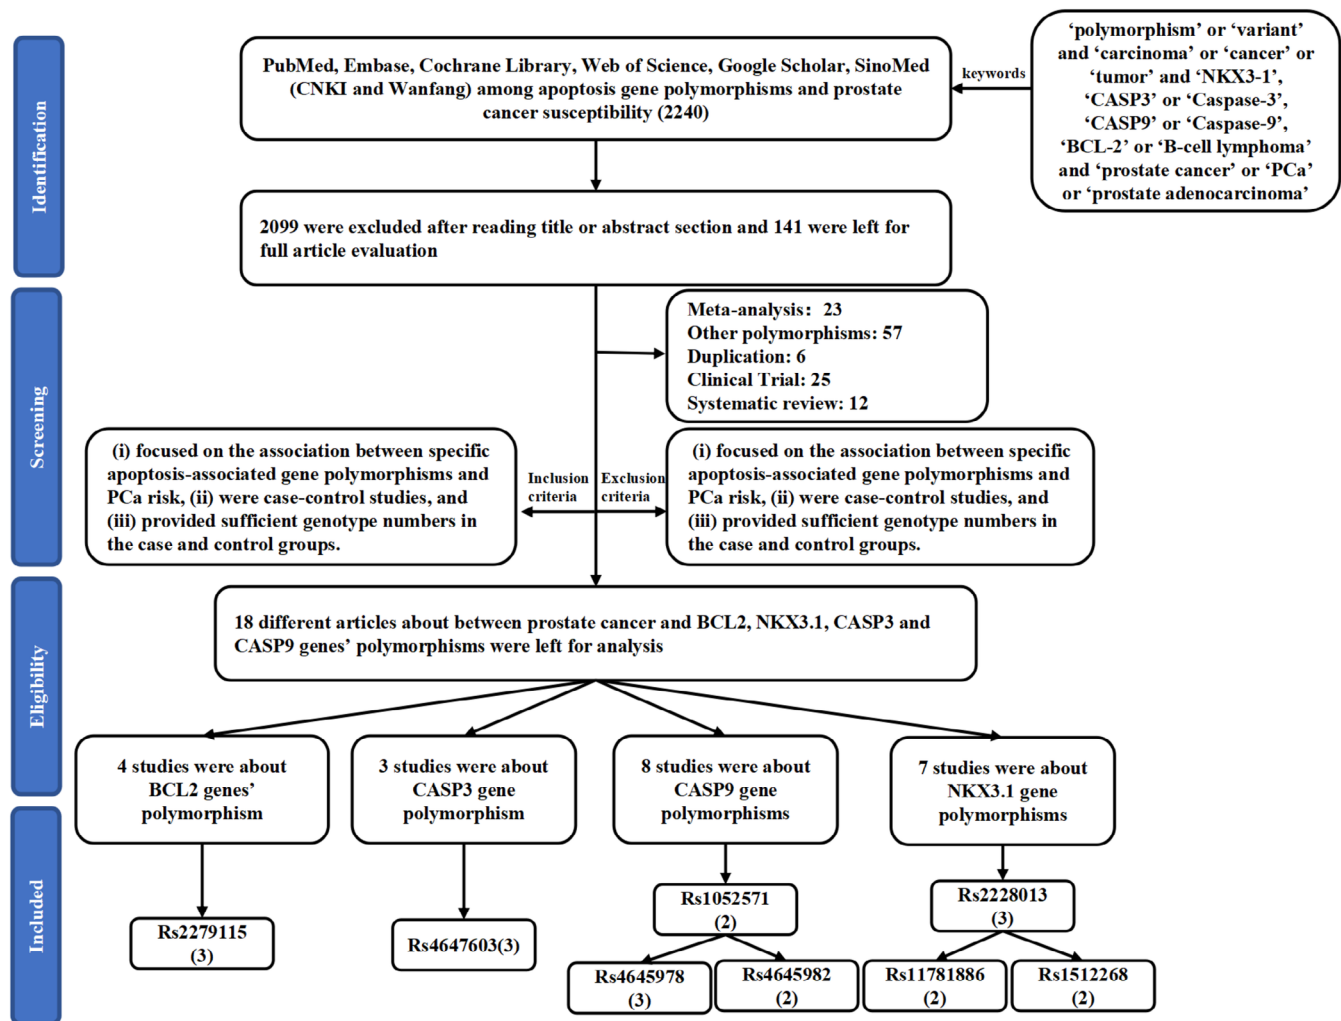 Identification
PubMed, Embase, Cochrane Library, Web of Science, Google Scholar, SinoMed
(CNKI and Wanfang) among apoptosis gene polymorphisms and prostate
cancer susceptibility (2240)
keywords
‘polymorphism’ or ‘variant’
and ‘carcinoma’ or ‘cancer’ or
‘tumor’ and ‘NKX3-1’,
‘CASP3’ or ‘Caspase-3’,
‘CASP9’ or ‘Caspase-9’,
‘BCL-2’ or ‘B-cell lymphoma’
and ‘prostate cancer’ or ‘PCa’
or ‘prostate adenocarcinoma’
2099 were excluded after reading title or abstract section and 141 were left for
full article evaluation
Screening
Meta-analysis: 23
Other polymorphisms: 57
Duplication: 6
Clinical Trial: 25
Systematic review: 12
(i) focused on the association between specific
apoptosis-associated gene polymorphisms and
PCa risk, (ii) were case-control studies, and
(iii) provided sufficient genotype numbers in
the case and control groups.
Inclusion
criteria
Exclusion
criteria
(i) focused on the association between specific
apoptosis-associated gene polymorphisms and
PCa risk, (ii) were case-control studies, and
(iii) provided sufficient genotype numbers in
the case and control groups.
Eligibility
18 different articles about between prostate cancer and BCL2, NKX3.1, CASP3 and
CASP9 genes’ polymorphisms were left for analysis
4 studies were about
BCL2 genes’
polymorphism
3 studies were about
CASP3 gene
polymorphism
8 studies were about
CASP9 gene
polymorphisms
7 studies were about
NKX3.1 gene
polymorphisms
Included
Rs2279115
(3)
Rs4647603(3)
Rs1052571
(2)
Rs4645978
(3)
Rs4645982
(2)
Rs2228013
(3)
Rs11781886
(2)
Rs1512268
(2)